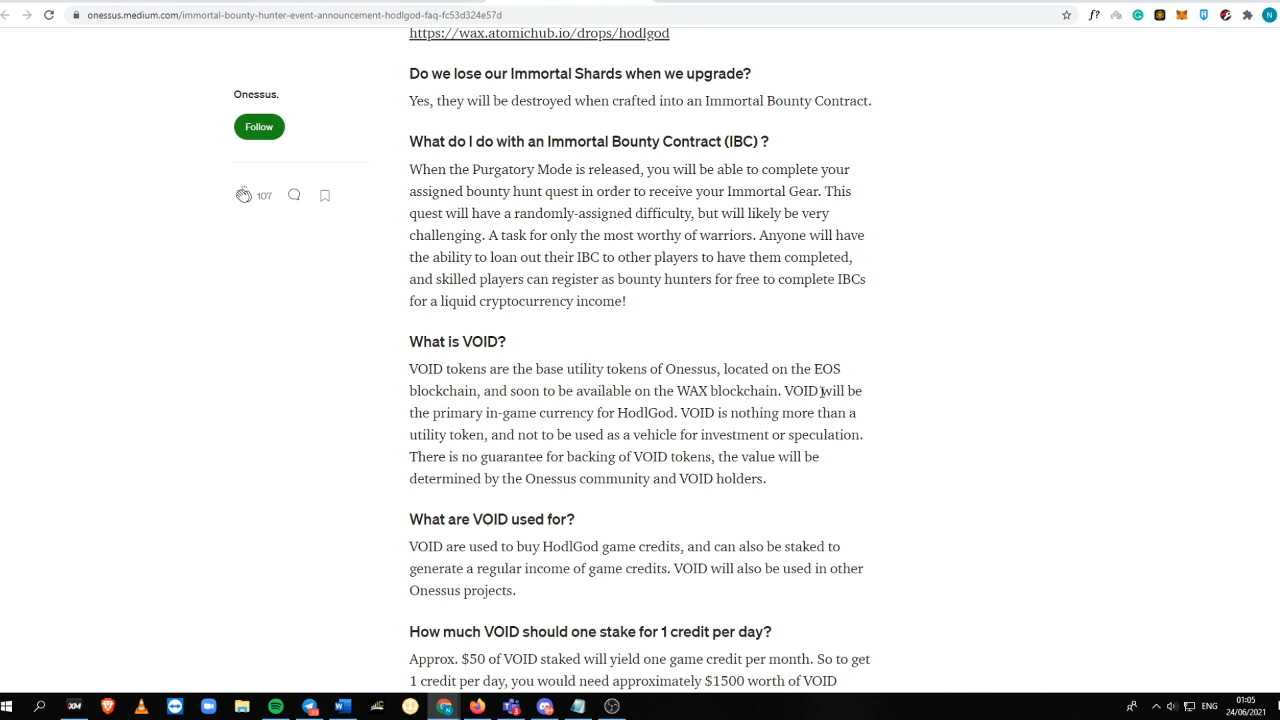 onessus.medium.com/immortal-bounty-hunter-event-announcement-hodlgod-faq-fc53d324e57d
https://wax.atomichub.io/drops/hodlgod
Onessus.
Follow
107
Do we lose our Immortal Shards when we upgrade?
Yes, they will be destroyed when crafted into an Immortal Bounty Contract.
What do I do with an Immortal Bounty Contract (IBC) ?
When the Purgatory Mode is released, you will be able to complete your
assigned bounty hunt quest in order to receive your Immortal Gear. This
quest will have a randomly-assigned difficulty, but will likely be very
challenging. A task for only the most worthy of warriors. Anyone will have
the ability to loan out their IBC to other players to have them completed,
and skilled players can register as bounty hunters for free to complete IBCs
for a liquid cryptocurrency income!
What is VOID?
VOID tokens are the base utility tokens of Onessus, located on the EOS
blockchain, and soon to be available on the WAX blockchain. VOID will be
the primary in-game currency for HodlGod. VOID is nothing more than a
utility token, and not to be used as a vehicle for investment or speculation.
There is no guarantee for backing of VOID tokens, the value will be
determined by the Onessus community and VOID holders.
What are VOID used for?
VOID are used to buy HodlGod game credits, and can also be staked to
generate a regular income of game credits. VOID will also be used in other
Onessus projects.
How much VOID should one stake for 1 credit per day?
Approx. $50 of VOID staked will yield one game credit per month. So to get
1 credit per day, you would need approximately $1500 worth of VOID
ENG
01:05
24/06/2021